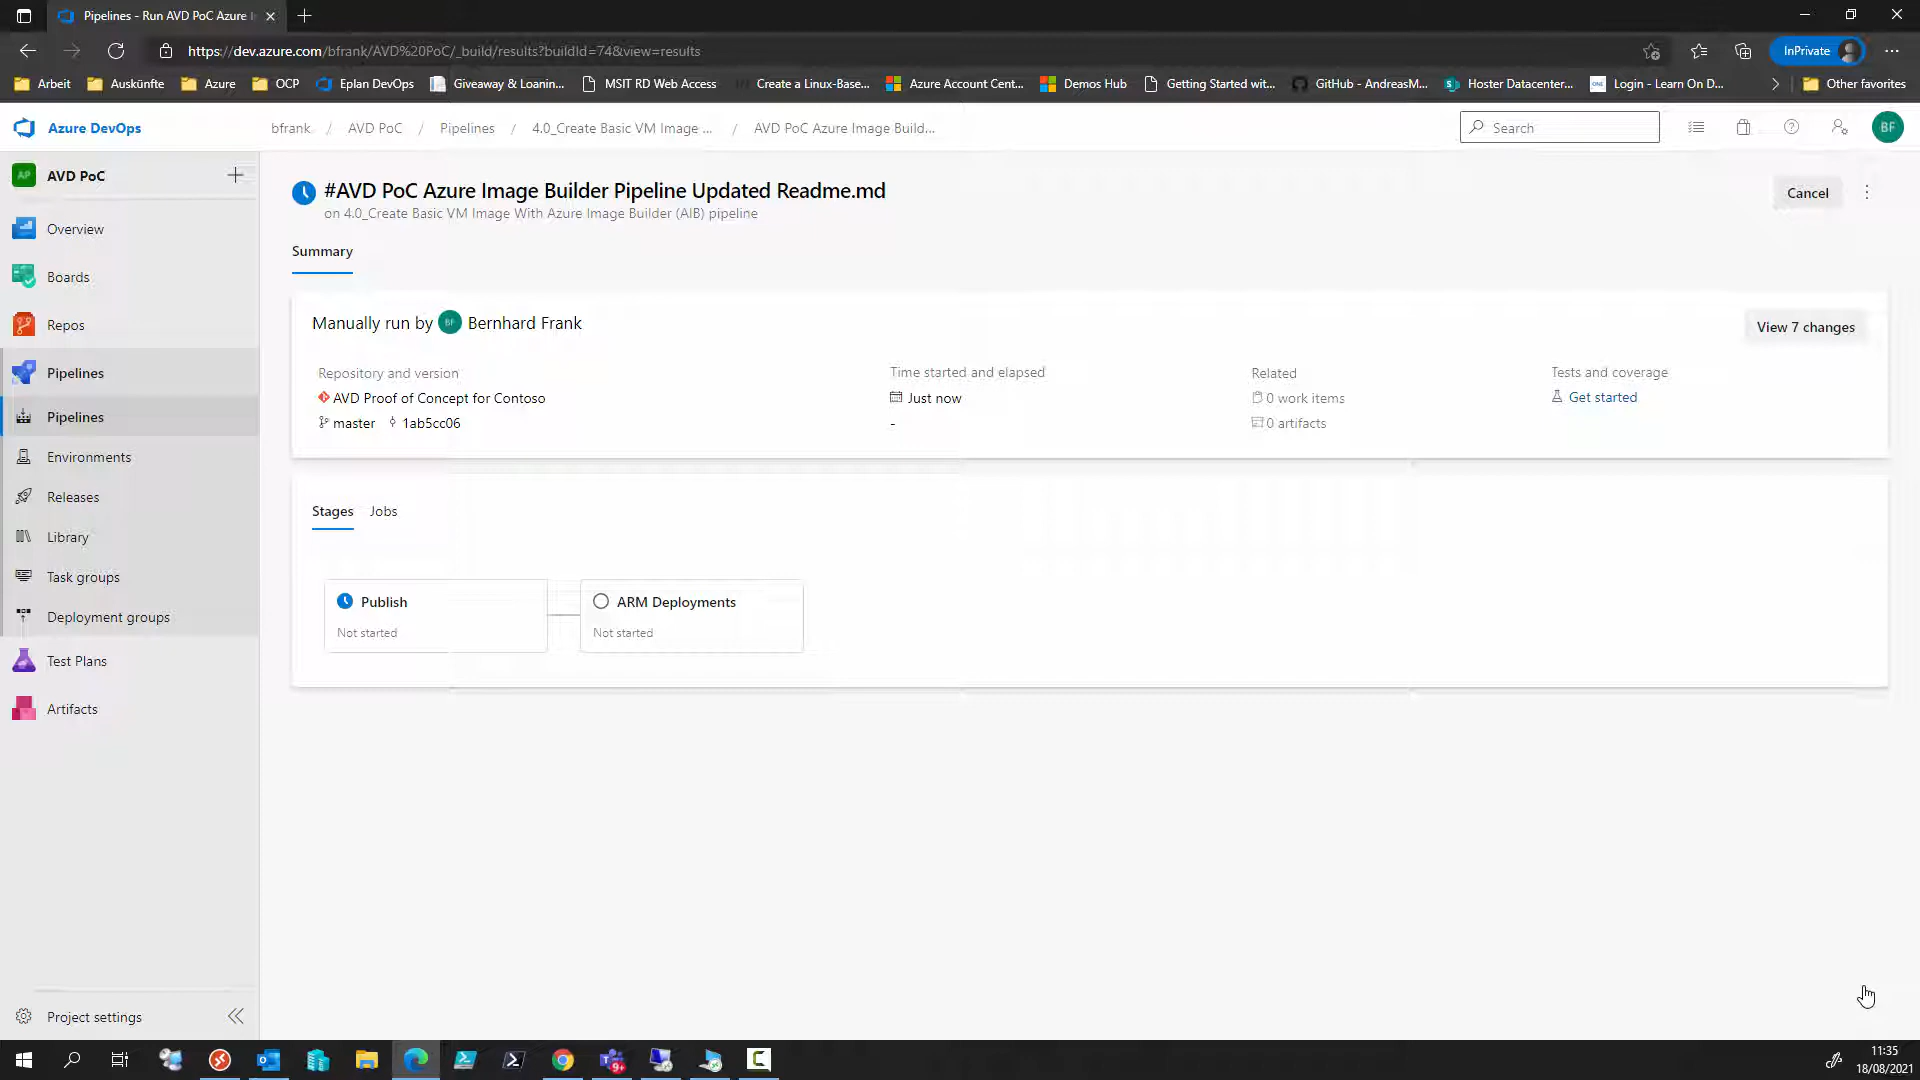 Pipelines - Run AVD PoC Azure I
https://dev.azure.com/bfrank/AVD%20PoC/_build/results?buildId=74&view=results
InPrivate
Arbeit
Auskünfte
Azure
OCP
Eplan DevOps
Giveaway & Loanin...
MSIT RD Web Access
Create a Linux-Base...
Azure Account Cent...
Demos Hub
Getting Started wit...
GitHub - AndreasM...
Hoster Datacenter...
Login - Learn On D...
Other favorites
Azure DevOps
bfrank / AVD PoC / Pipelines / 4.0_Create Basic VM Image ... / AVD PoC Azure Image Build...
Search
BF
AP AVD PoC
Overview
Boards
Repos
Pipelines
Pipelines
Environments
Releases
Library
Task groups
Deployment groups
Test Plans
Artifacts
Project settings
#AVD PoC Azure Image Builder Pipeline Updated Readme.md
on 4.0_Create Basic VM Image With Azure Image Builder (AIB) pipeline
Cancel
Summary
Manually run by BF Bernhard Frank
View 7 changes
Repository and version
AVD Proof of Concept for Contoso
master 1ab5cc06
Time started and elapsed
Just now
-
Related
0 work items
0 artifacts
Tests and coverage
Get started
Stages Jobs
Publish
Not started
ARM Deployments
Not started
9+
11:35
18/08/2021